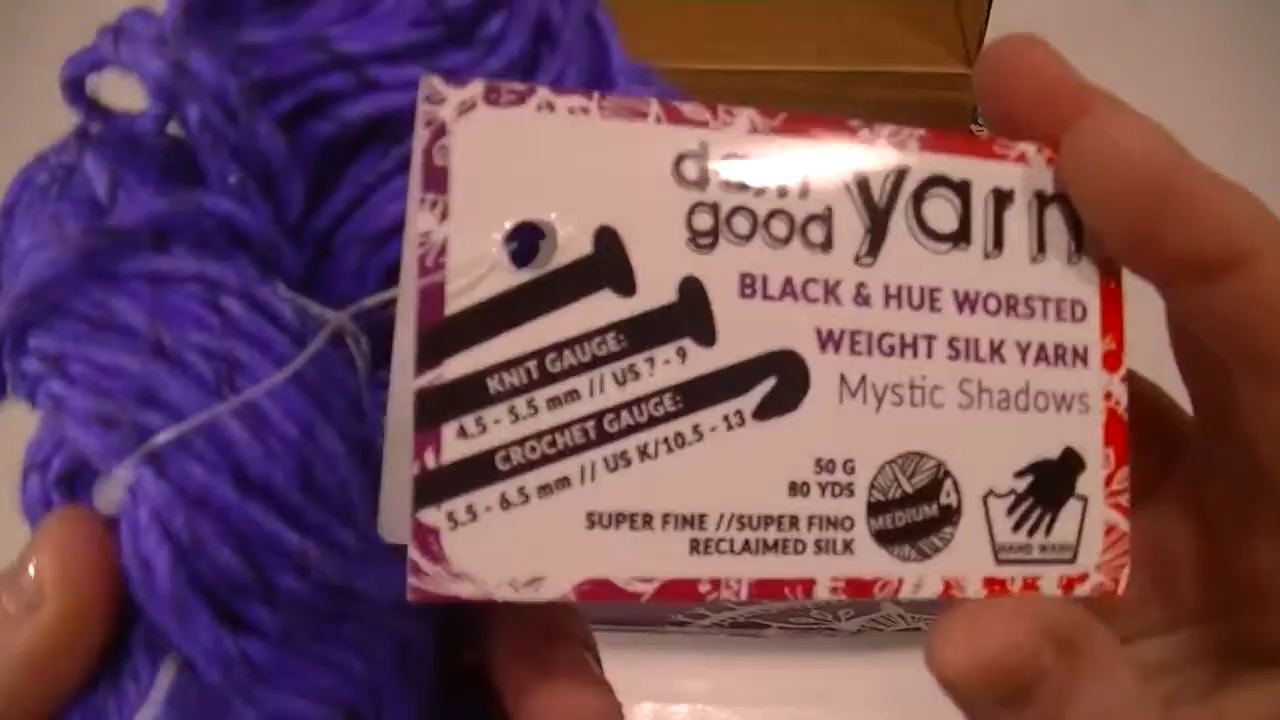 good yarn
BLACK & HUE WORSTED
WEIGHT SILK YARN
Mystic Shadows
KNIT GAUGE:
4.5 - 5.5 mm // US 7 - 9
CROCHET GAUGE:
5.5 - 6.5 mm // US K/10.5 - 13
50 G
80 YDS
SUPER FINE //SUPER FINO
RECLAIMED SILK
MEDIUM 4
HAND WASH